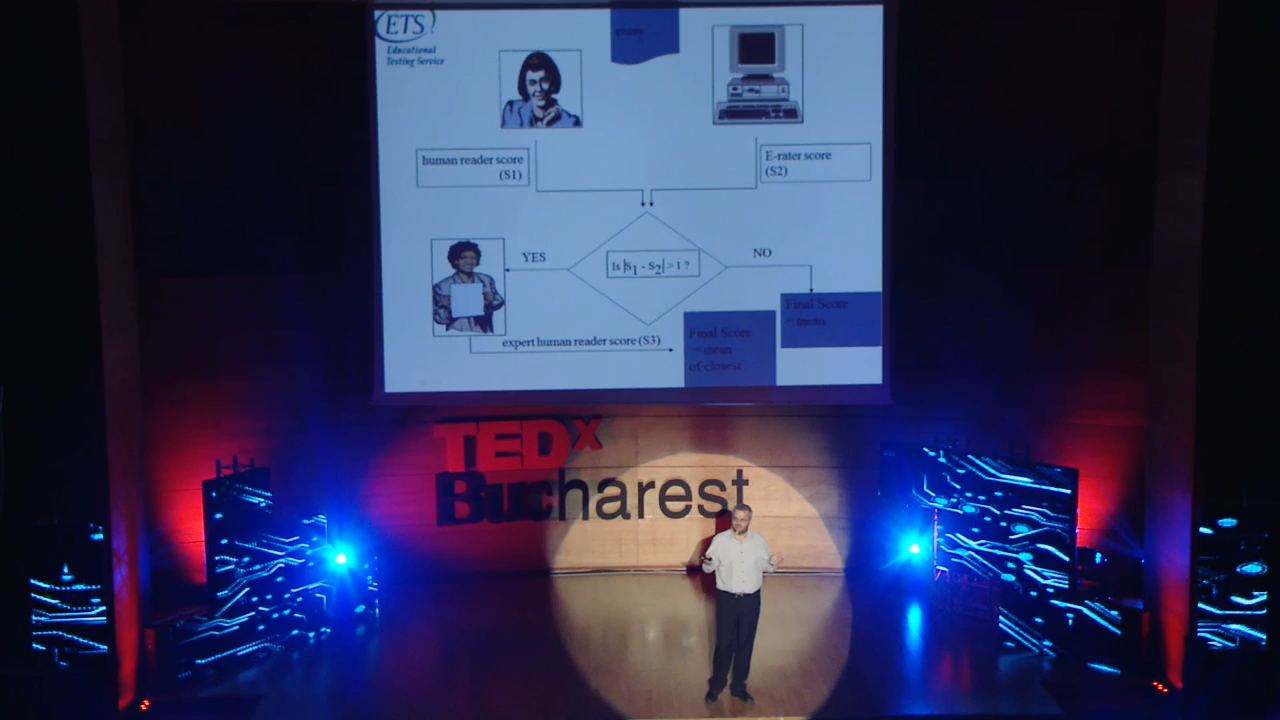 ETS
Educational
Testing Service
essay
human reader score
(S1)
E-rater score
(S2)
YES
Is |S1 - S2| > 1 ?
NO
Final Score
= mean
expert human reader score (S3)
Final Score
= mean
of closest
TEDx
Bucharest